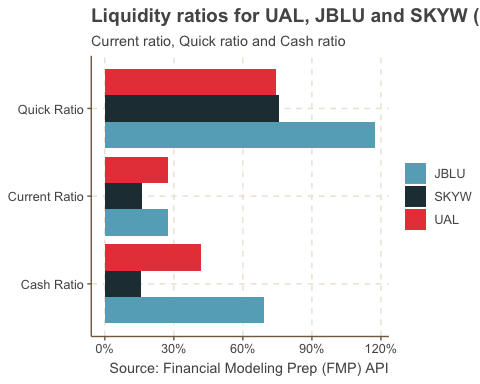 Liquidity ratios for UAL, JBLU and SKYW (
Current ratio, Quick ratio and Cash ratio
Quick Ratio
Current Ratio
Cash Ratio
JBLU
SKYW
UAL
0%
30%
60%
90%
120%
Source: Financial Modeling Prep (FMP) API